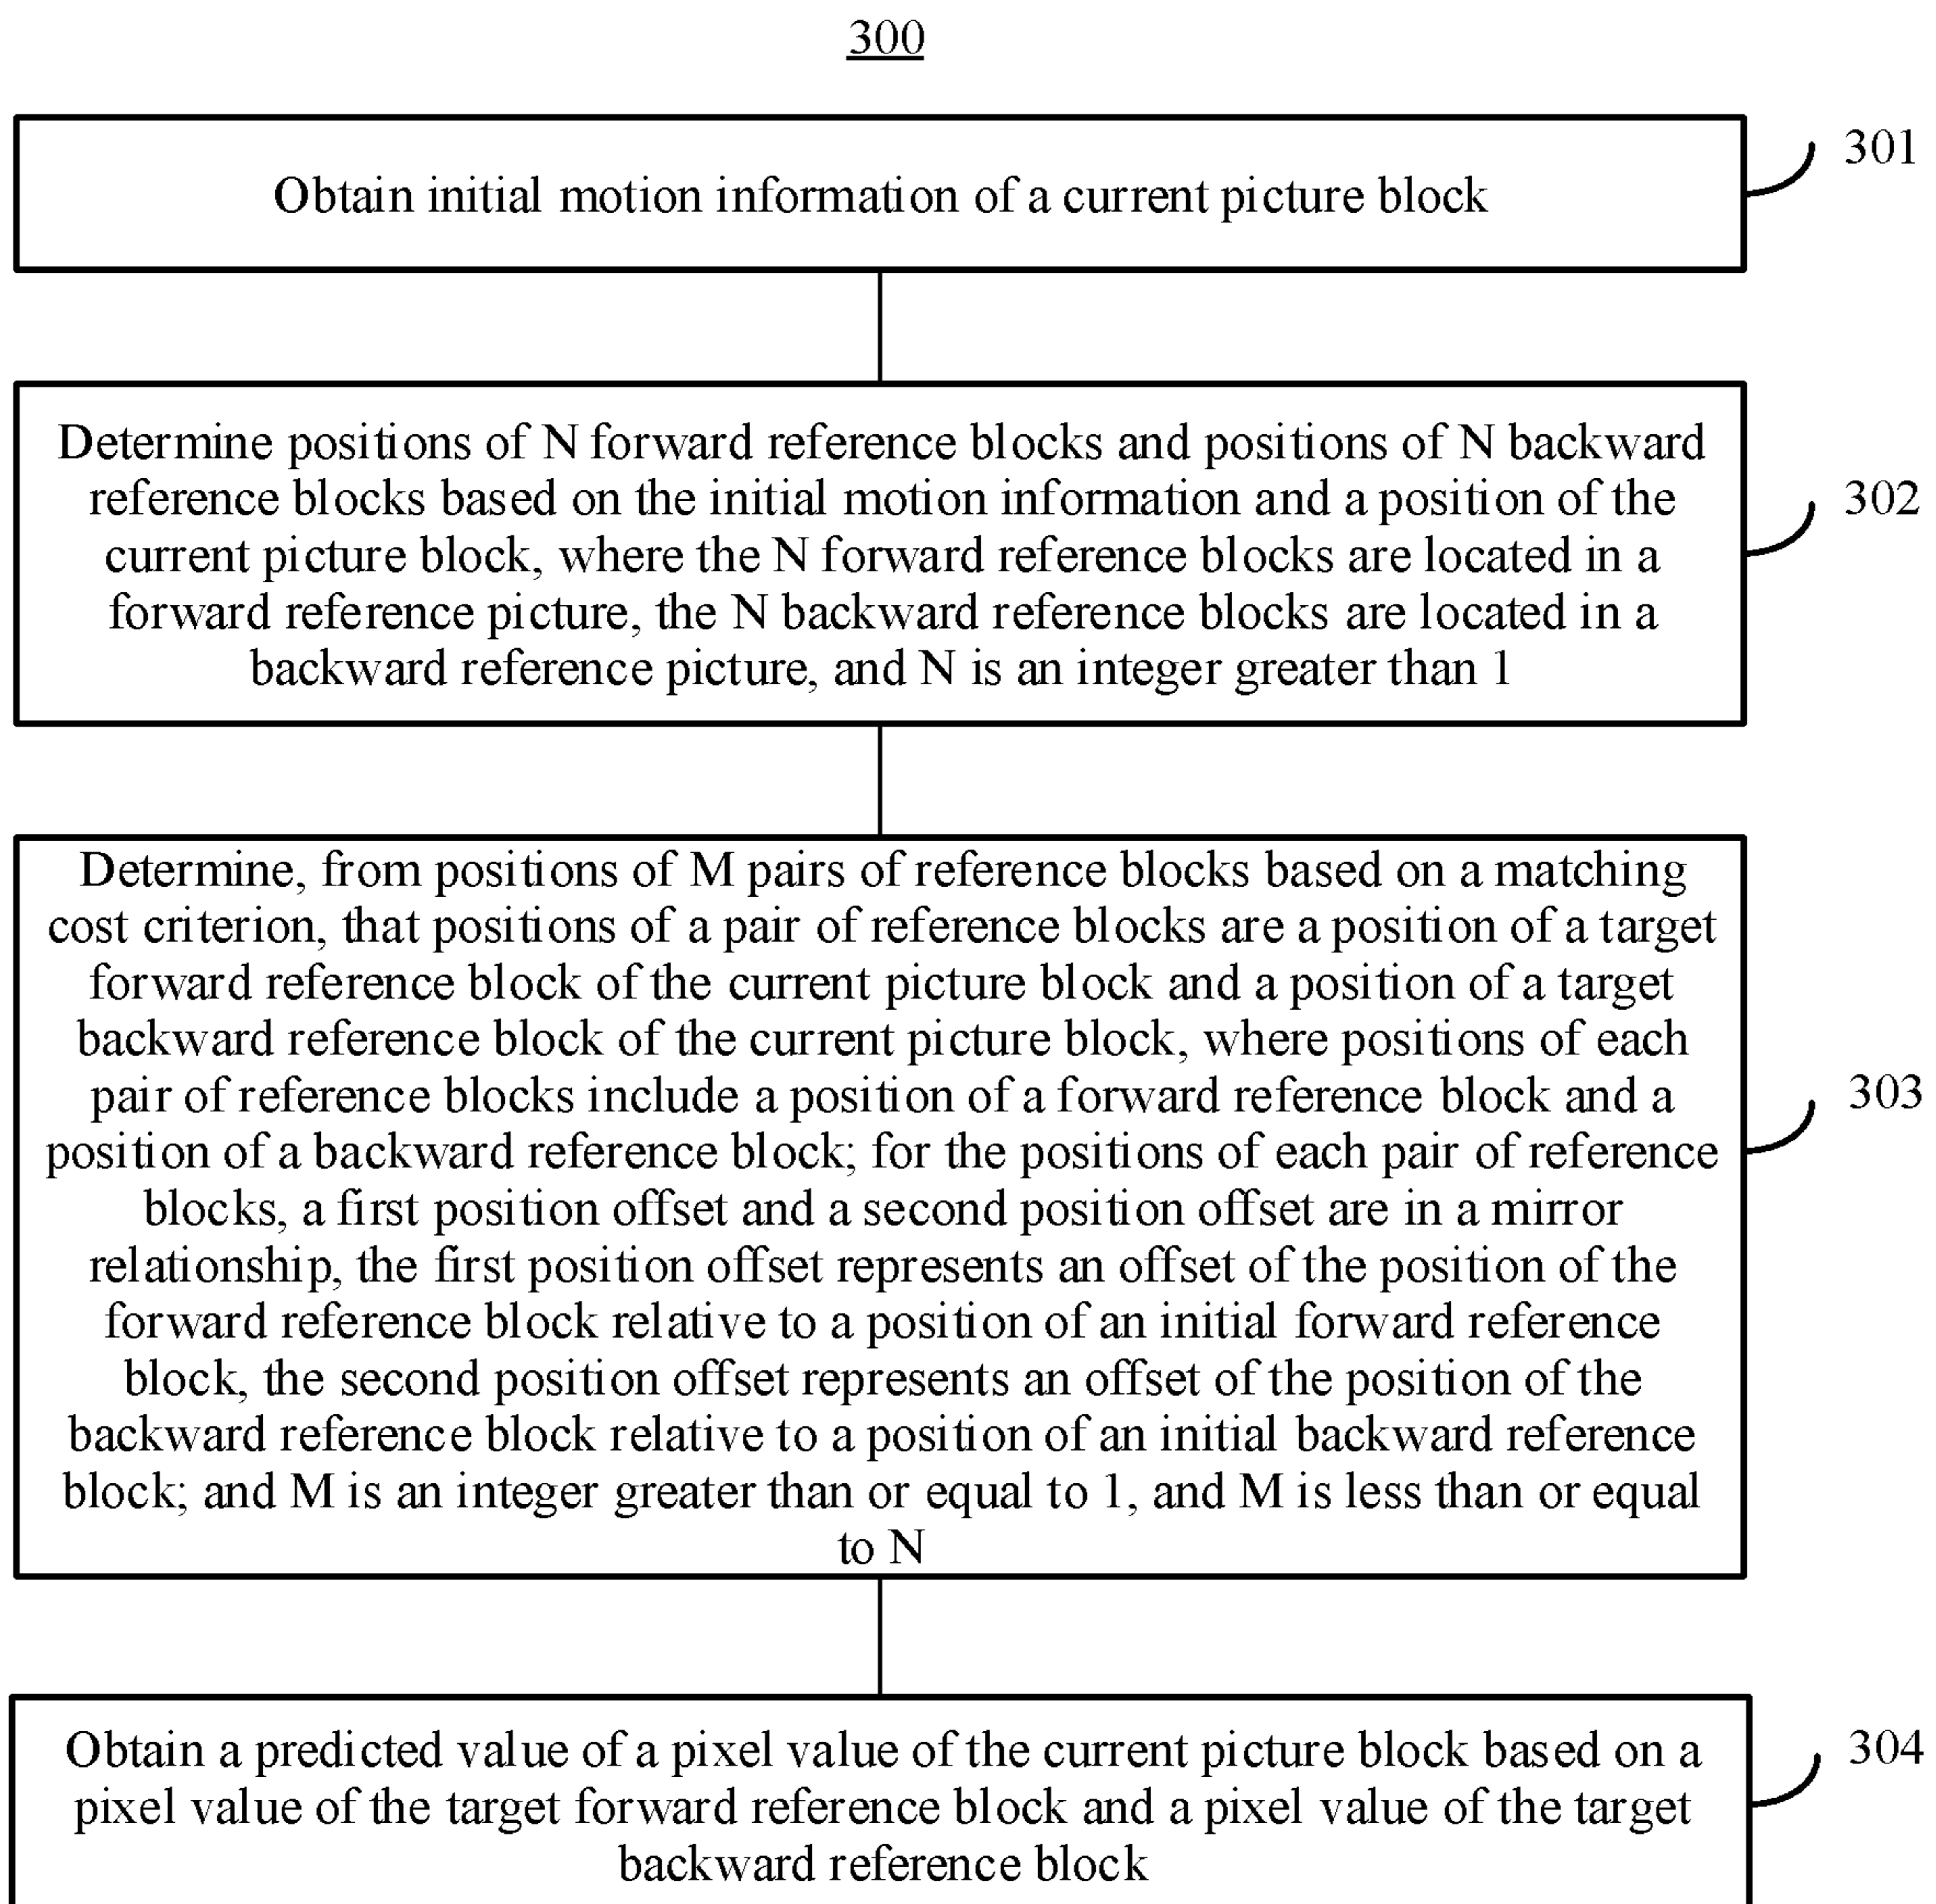 300
Obtain initial motion information of a current picture block
301
Determine positions of N forward reference blocks and positions of N backward
reference blocks based on the initial motion information and a position of the
current picture block, where the N forward reference blocks are located in a
forward reference picture, the N backward reference blocks are located in a
backward reference picture, and N is an integer greater than 1
302
Determine, from positions of M pairs of reference blocks based on a matching
cost criterion, that positions of a pair of reference blocks are a position of a target
forward reference block of the current picture block and a position of a target
backward reference block of the current picture block, where positions of each
pair of reference blocks include a position of a forward reference block and a
position of a backward reference block; for the positions of each pair of reference
blocks, a first position offset and a second position offset are in a mirror
relationship, the first position offset represents an offset of the position of the
forward reference block relative to a position of an initial forward reference
block, the second position offset represents an offset of the position of the
backward reference block relative to a position of an initial backward reference
block; and M is an integer greater than or equal to 1, and M is less than or equal
to N
303
Obtain a predicted value of a pixel value of the current picture block based on a
pixel value of the target forward reference block and a pixel value of the target
backward reference block
304